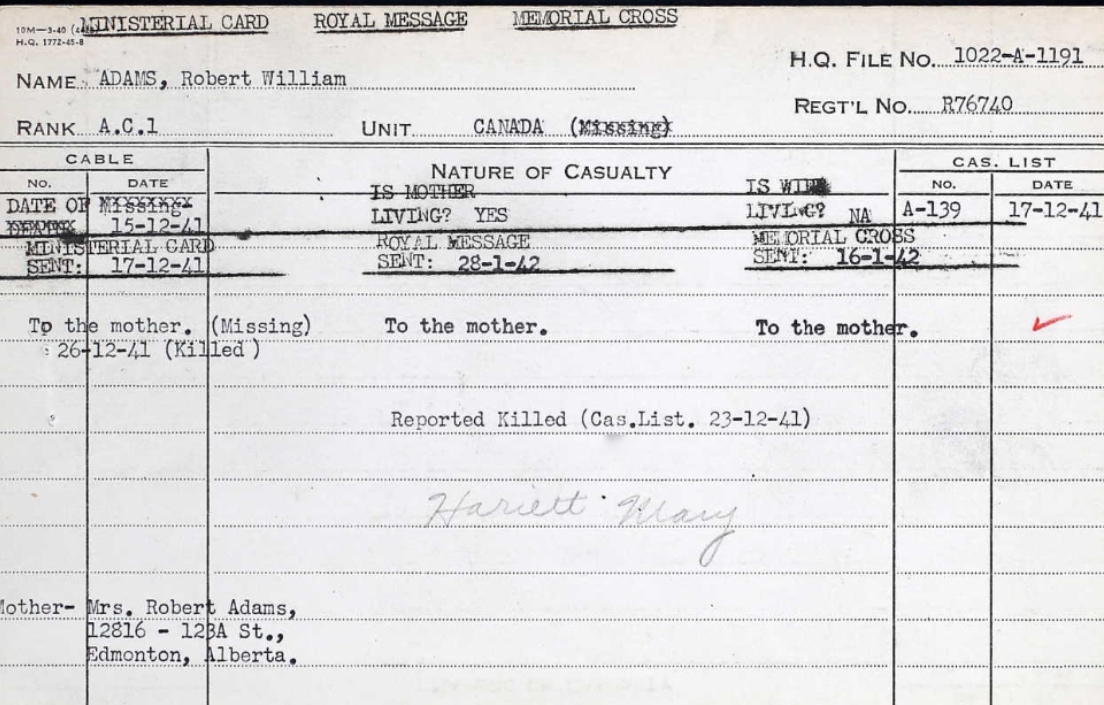 MINISTERIAL CARD ROYAL MESSAGE MEMORIAL CROSS
10M—3-40
H.Q. 1772-45-8
H.Q. FILE NO. 1022-A-1191
NAME ADAMS, Robert William
REGT'L NO. R76740
RANK A.C.1 UNIT CANADA (Missing)
CABLE NATURE OF CASUALTY CAS. LIST
NO. DATE NO. DATE
IS MOTHER IS WIFE
DATE OF Missing LIVING? YES LIVING? NA A-139 17-12-41
15-12-41
MINISTERIAL CARD ROYAL MESSAGE MEMORIAL CROSS
SENT: 17-12-41 SENT: 28-1-42 SENT: 16-1-42
To the mother. (Missing) To the mother. To the mother.
26-12-41 (Killed)
Reported Killed (Cas.List. 23-12-41)
Hariett Mary
Mother- Mrs. Robert Adams,
12816 - 123A St.,
Edmonton, Alberta.